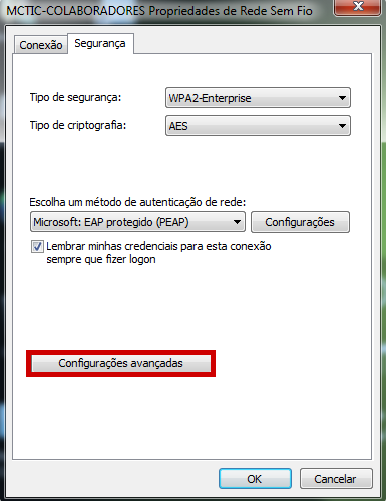 MCTIC-COLABORADORES Propriedades de Rede Sem Fio
Conexão Segurança
Tipo de segurança: WPA2-Enterprise
Tipo de criptografia: AES
Escolha um método de autenticação de rede:
Microsoft: EAP protegido (PEAP) Configurações
Lembrar minhas credenciais para esta conexão
sempre que fizer logon
Configurações avançadas
OK Cancelar